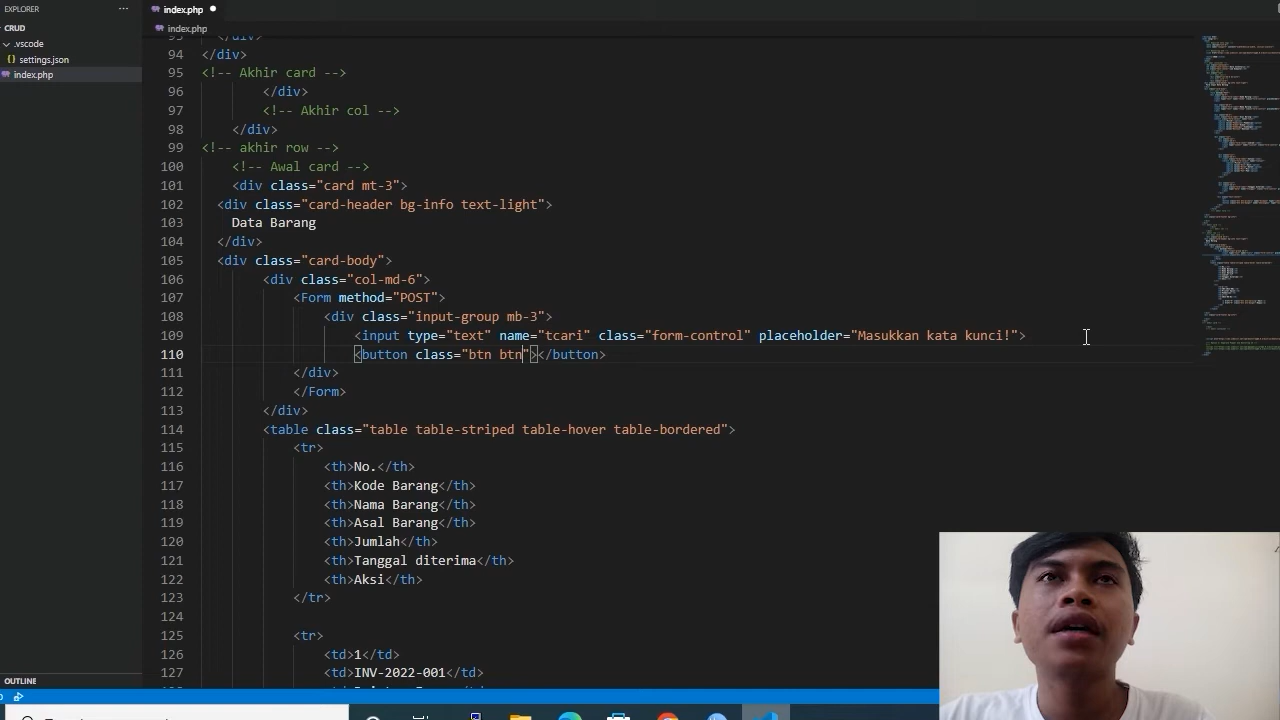 EXPLORER
···
index.php
CRUD
index.php
.vscode
{} settings.json
index.php
94 </div>
95 <!-- Akhir card -->
96 </div>
97 <!-- Akhir col -->
98 </div>
99 <!-- akhir row -->
100 <!-- Awal card -->
101 <div class="card mt-3">
102 <div class="card-header bg-info text-light">
103 Data Barang
104 </div>
105 <div class="card-body">
106 <div class="col-md-6">
107 <Form method="POST">
108 <div class="input-group mb-3">
109 <input type="text" name="tcari" class="form-control" placeholder="Masukkan kata kunci!">
110 <button class="btn btn"></button>
111 </div>
112 </Form>
113 </div>
114 <table class="table table-striped table-hover table-bordered">
115 <tr>
116 <th>No.</th>
117 <th>Kode Barang</th>
118 <th>Nama Barang</th>
119 <th>Asal Barang</th>
120 <th>Jumlah</th>
121 <th>Tanggal diterima</th>
122 <th>Aksi</th>
123 </tr>
124
125 <tr>
126 <td>1</td>
127 <td>INV-2022-001</td>
OUTLINE